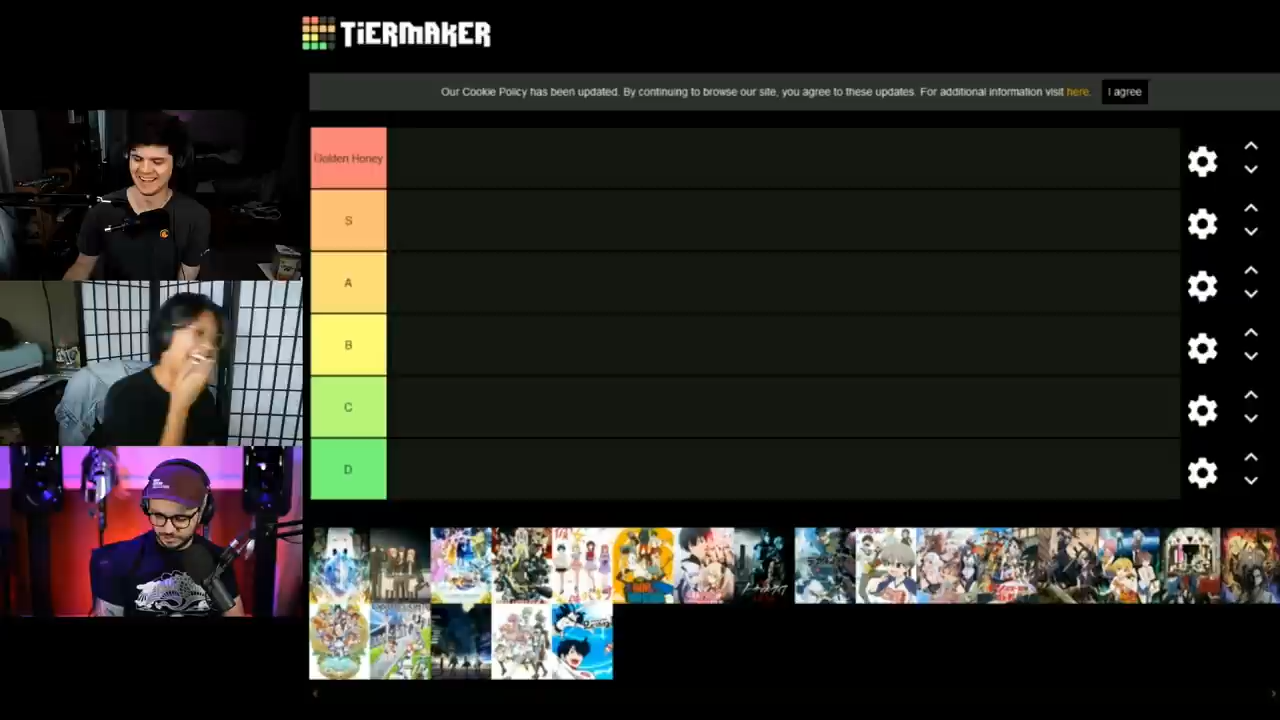 TiERMAKER
Our Cookie Policy has been updated. By continuing to browse our site, you agree to these updates. For additional information visit here.
I agree
Golden Honey
S
A
B
C
D